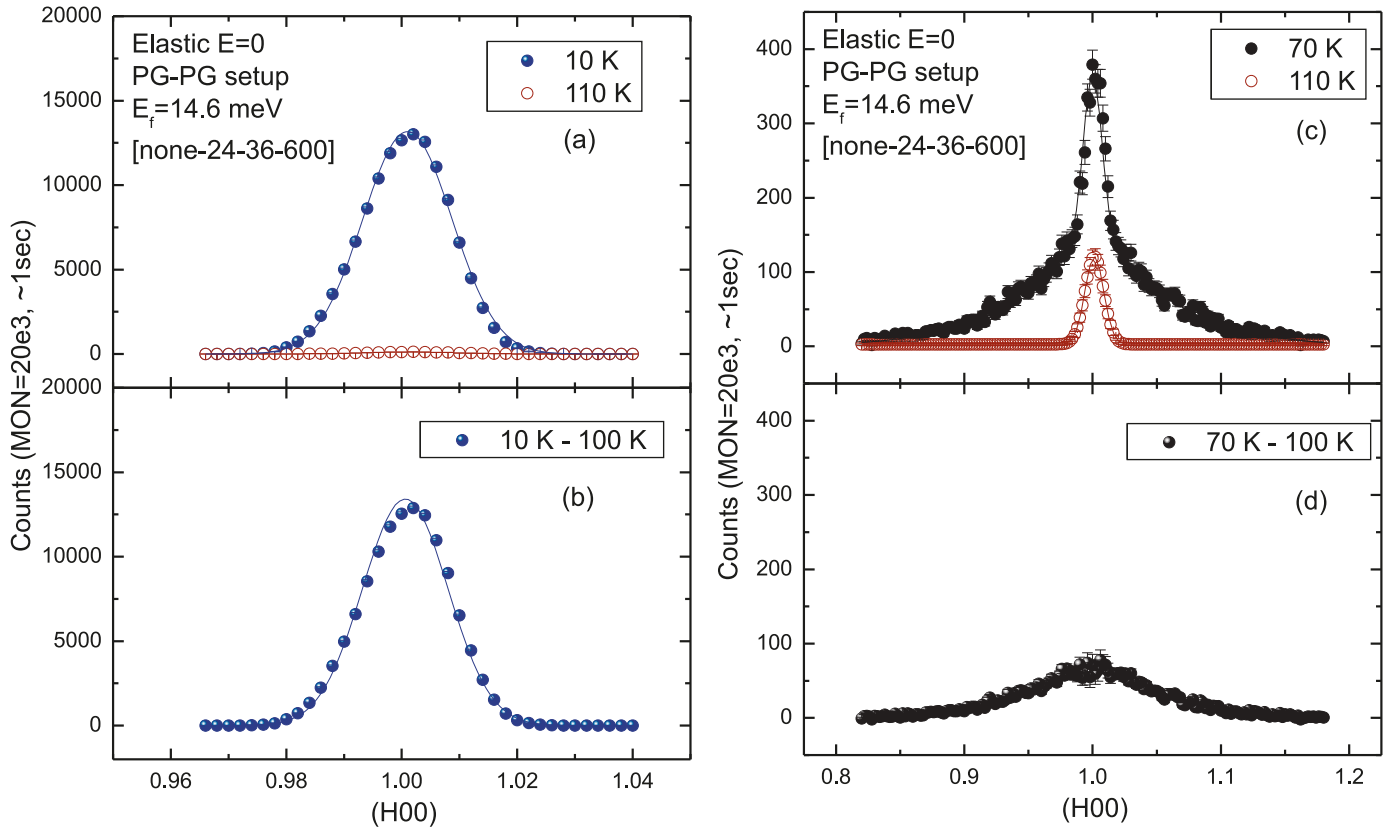 Elastic E=0
PG-PG setup
E_f=14.6 meV
[none-24-36-600]
10 K
110 K
(a)
20000
15000
10000
5000
0
10 K - 100 K
(b)
20000
15000
10000
5000
0
Counts (MON=20e3, ~1sec)
0.96
0.98
1.00
1.02
1.04
(H00)
Elastic E=0
PG-PG setup
E_f=14.6 meV
[none-24-36-600]
70 K
110 K
(c)
400
300
200
100
0
70 K - 100 K
(d)
400
300
200
100
0
Counts (MON=20e3, ~1sec)
0.8
0.9
1.0
1.1
1.2
(H00)